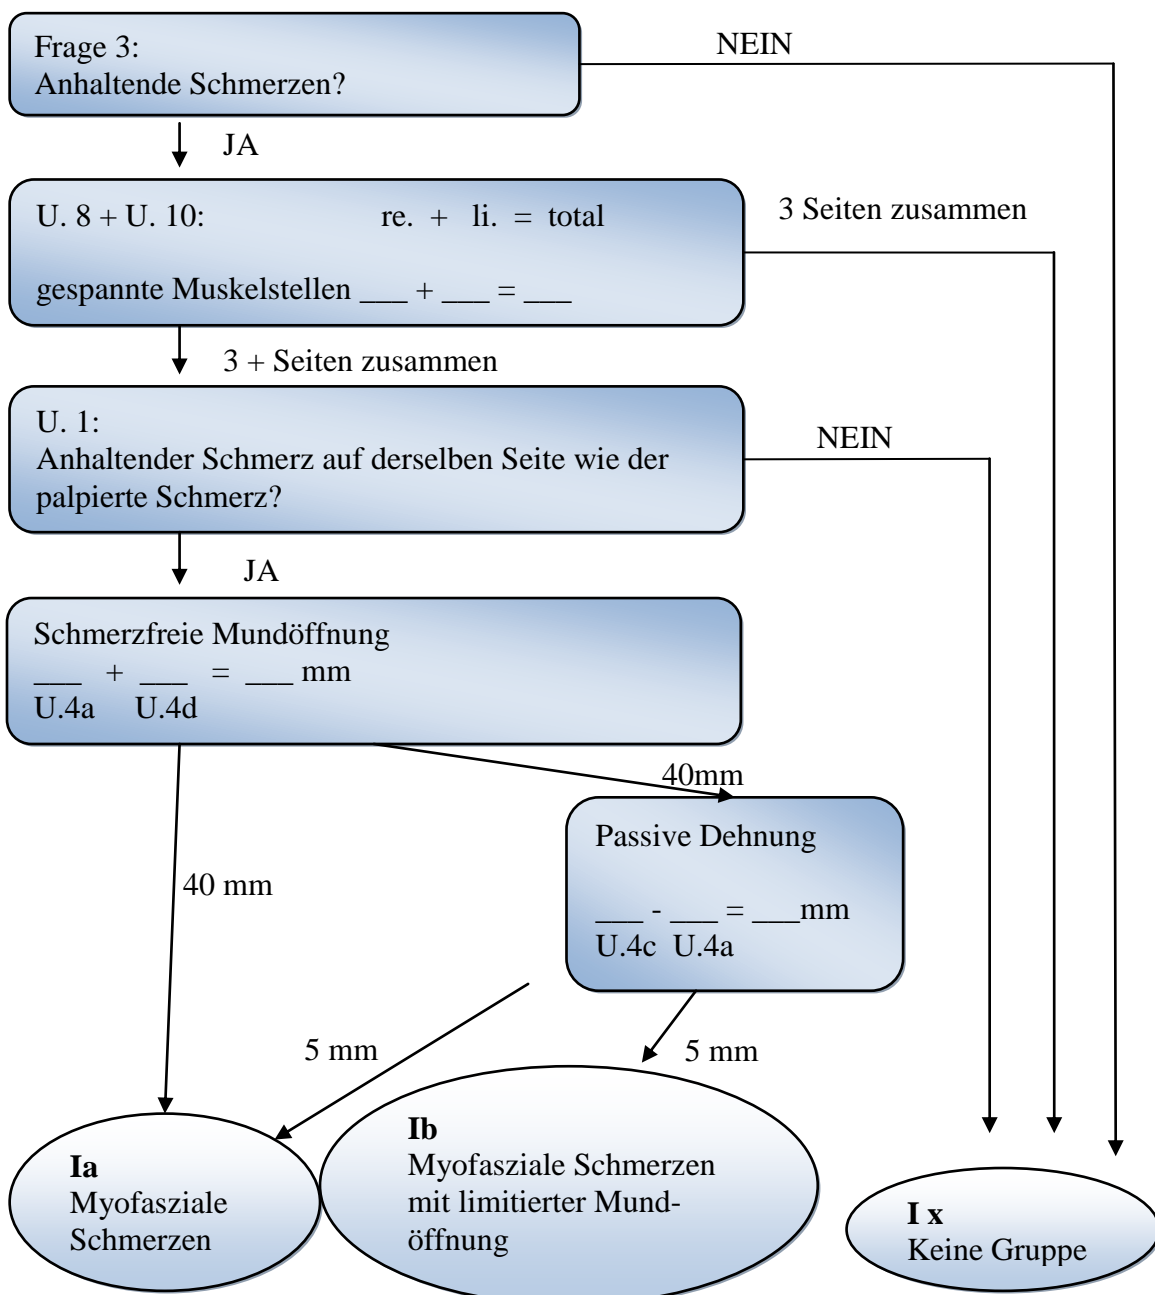 Frage 3:
Anhaltende Schmerzen?
NEIN
JA
U. 8 + U. 10: re. + li. = total
gespannte Muskelstellen ___ + ___ = ___
3 Seiten zusammen
3 + Seiten zusammen
U. 1:
Anhaltender Schmerz auf derselben Seite wie der
palpierte Schmerz?
NEIN
JA
Schmerzfreie Mundöffnung
___ + ___ = ___ mm
U.4a U.4d
40mm
40 mm
Passive Dehnung
___ - ___ = ___mm
U.4c U.4a
5 mm
5 mm
Ia
Myofasziale
Schmerzen
Ib
Myofasziale Schmerzen
mit limitierter Mund-
öffnung
I x
Keine Gruppe